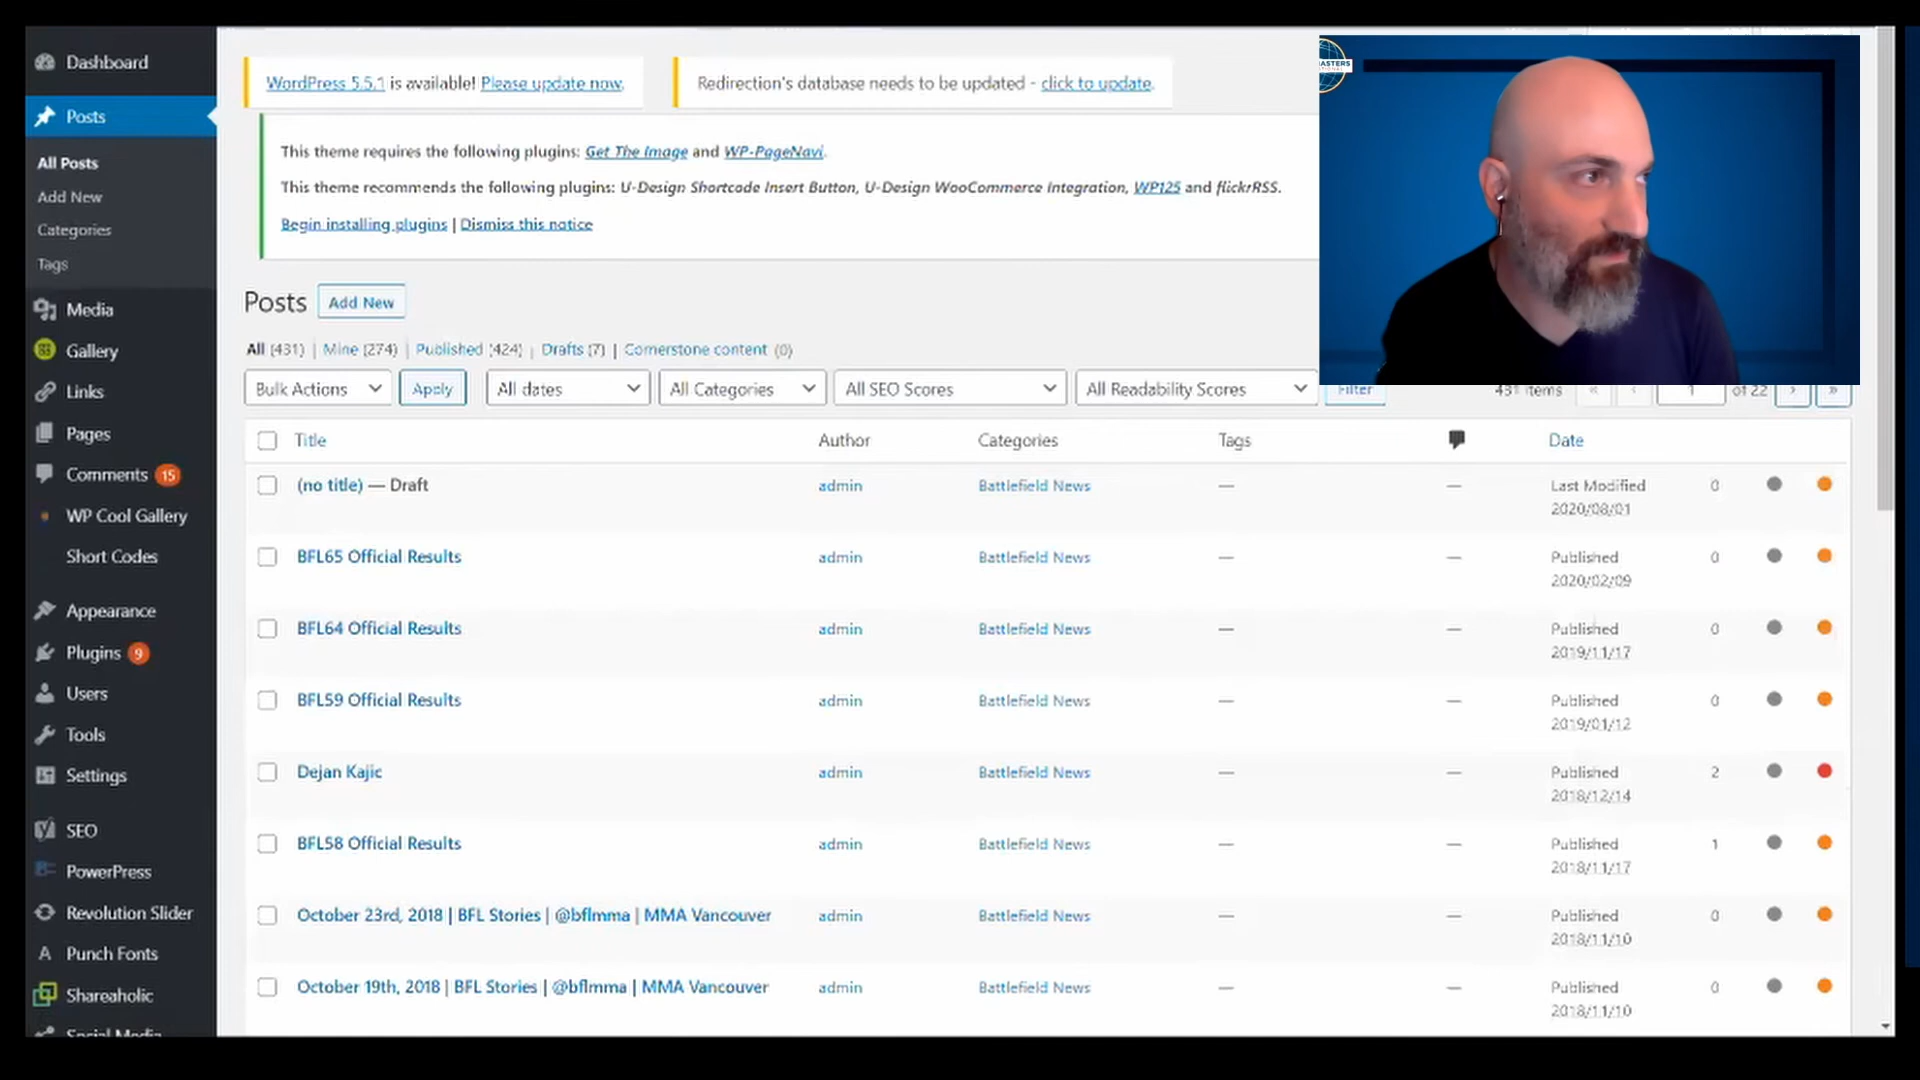 Dashboard
Posts
All Posts
Add New
Categories
Tags
Media
Gallery
Links
Pages
Comments 15
WP Cool Gallery
Short Codes
Appearance
Plugins 9
Users
Tools
Settings
SEO
PowerPress
Revolution Slider
Punch Fonts
Shareaholic
Social Media
WordPress 5.5.1 is available! Please update now.
Redirection's database needs to be updated - click to update.
This theme requires the following plugins: Get The Image and WP-PageNavi.
This theme recommends the following plugins: U-Design Shortcode Insert Button, U-Design WooCommerce Integration, WP125 and flickrRSS.
Begin installing plugins | Dismiss this notice
Posts Add New
All (431) | Mine (274) | Published (424) | Drafts (7) | Cornerstone content (0)
Bulk Actions Apply All dates All Categories All SEO Scores All Readability Scores Filter 431 items « ‹ 1 of 22 › »
Title Author Categories Tags Date
(no title) — Draft admin Battlefield News — — Last Modified 0
2020/08/01
BFL65 Official Results admin Battlefield News — — Published 0
2020/02/09
BFL64 Official Results admin Battlefield News — — Published 0
2019/11/17
BFL59 Official Results admin Battlefield News — — Published 0
2019/01/12
Dejan Kajic admin Battlefield News — — Published 2
2018/12/14
BFL58 Official Results admin Battlefield News — — Published 1
2018/11/17
October 23rd, 2018 | BFL Stories | @bflmma | MMA Vancouver admin Battlefield News — — Published 0
2018/11/10
October 19th, 2018 | BFL Stories | @bflmma | MMA Vancouver admin Battlefield News — — Published 0
2018/11/10